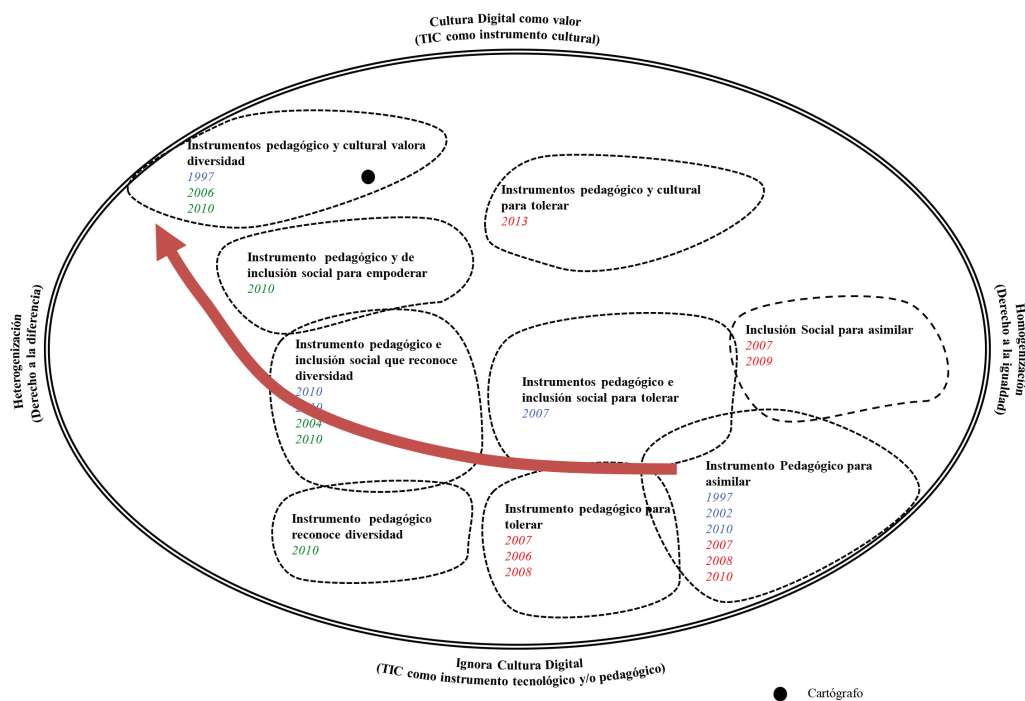 Cultura Digital como valor
(TIC como instrumento cultural)
Instrumentos pedagógico y cultural valora
diversidad
1997
2006
2010
Instrumentos pedagógico y cultural
para tolerar
2013
Instrumento pedagógico y de
inclusión social para empoderar
2010
Heterogenización
(Derecho a la diferencia)
Homogenización
(Derecho a la igualdad)
Instrumento pedagógico e
inclusión social que reconoce
diversidad
2010
2004
2010
Instrumentos pedagógico e
inclusión social para tolerar
2007
Inclusión Social para asimilar
2007
2009
Instrumento Pedagógico para
asimilar
1997
2002
2010
2007
2008
2010
Instrumento pedagógico
reconoce diversidad
2010
Instrumento pedagógico para
tolerar
2007
2006
2008
Ignora Cultura Digital
(TIC como instrumento tecnológico y/o pedagógico)
Cartógrafo